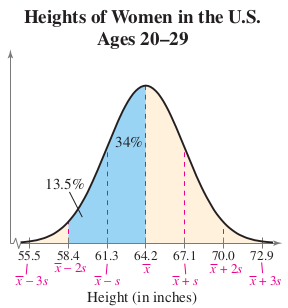 Heights of Women in the U.S.
Ages 20–29
34%
13.5%
55.5 58.4 61.3 64.2 67.1 70.0 72.9
x̅ − 3s x̅ − 2s x̅ − s x̅ x̅ + s x̅ + 2s x̅ + 3s
Height (in inches)